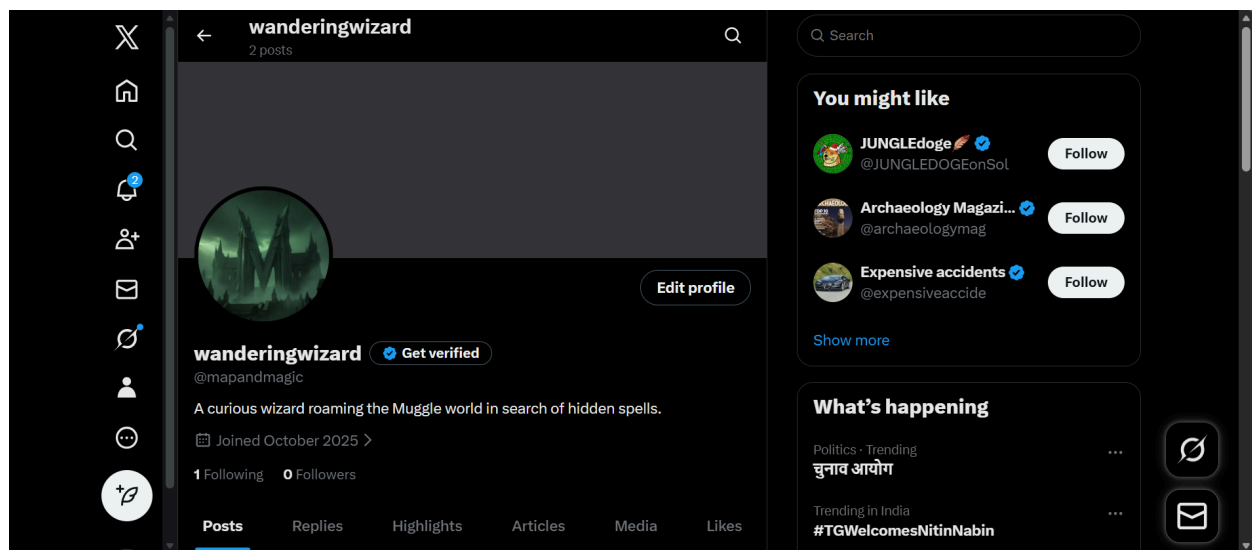 wanderingwizard
2 posts
Search
2
You might like
JUNGLEdoge
@JUNGLEDOGEonSol
Follow
Archaeology Magazi...
@archaeologymag
Follow
Expensive accidents
@expensiveaccide
Follow
Show more
M
Edit profile
wanderingwizard
Get verified
@mapandmagic
A curious wizard roaming the Muggle world in search of hidden spells.
Joined October 2025
1 Following 0 Followers
Posts Replies Highlights Articles Media Likes
What's happening
Politics · Trending
चुनाव आयोग
Trending in India
#TGWelcomesNitinNabin